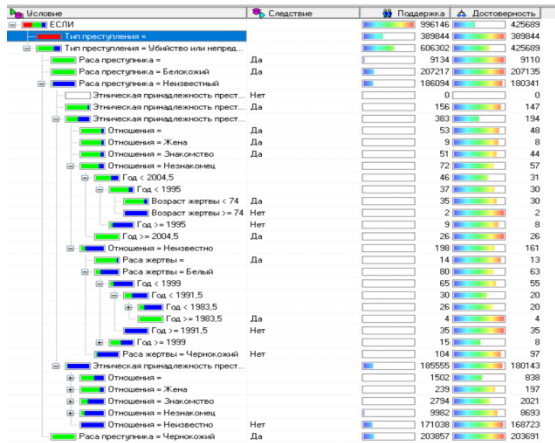 Условие Следствие Поддержка Достоверность
ЕСЛИ 996146 425689
Тип преступления = 389844 389844
Тип преступления = Убийство или непред... 606302 425689
Раса преступника = Да 9134 9110
Раса преступника = Белокожий Да 207217 207135
Раса преступника = Неизвестный 186094 180341
Этническая принадлежность прест... Нет 0 0
Этническая принадлежность прест... Да 156 147
Этническая принадлежность прест... 383 194
Отношения = Да 53 48
Отношения = Жена Да 9 8
Отношения = Знакомство Да 51 44
Отношения = Незнакомец 72 57
Год < 2004,5 46 31
Год < 1995 37 30
Возраст жертвы < 74 Да 35 30
Возраст жертвы >= 74 Нет 2 2
Год >= 1995 Нет 9 8
Год >= 2004,5 Да 26 26
Отношения = Неизвестно 198 161
Раса жертвы = Да 14 13
Раса жертвы = Белый 80 63
Год < 1999 65 55
Год < 1991,5 30 20
Год < 1983,5 26 20
Год >= 1983,5 Да 4 4
Год >= 1991,5 Нет 35 35
Год >= 1999 15 8
Раса жертвы = Чернокожий Нет 104 97
Этническая принадлежность прест... 185555 180143
Отношения = 1502 838
Отношения = Жена 239 197
Отношения = Знакомство 2794 2021
Отношения = Незнакомец 9982 8693
Отношения = Неизвестно Нет 171038 168723
Раса преступника = Чернокожий Да 203857 203691